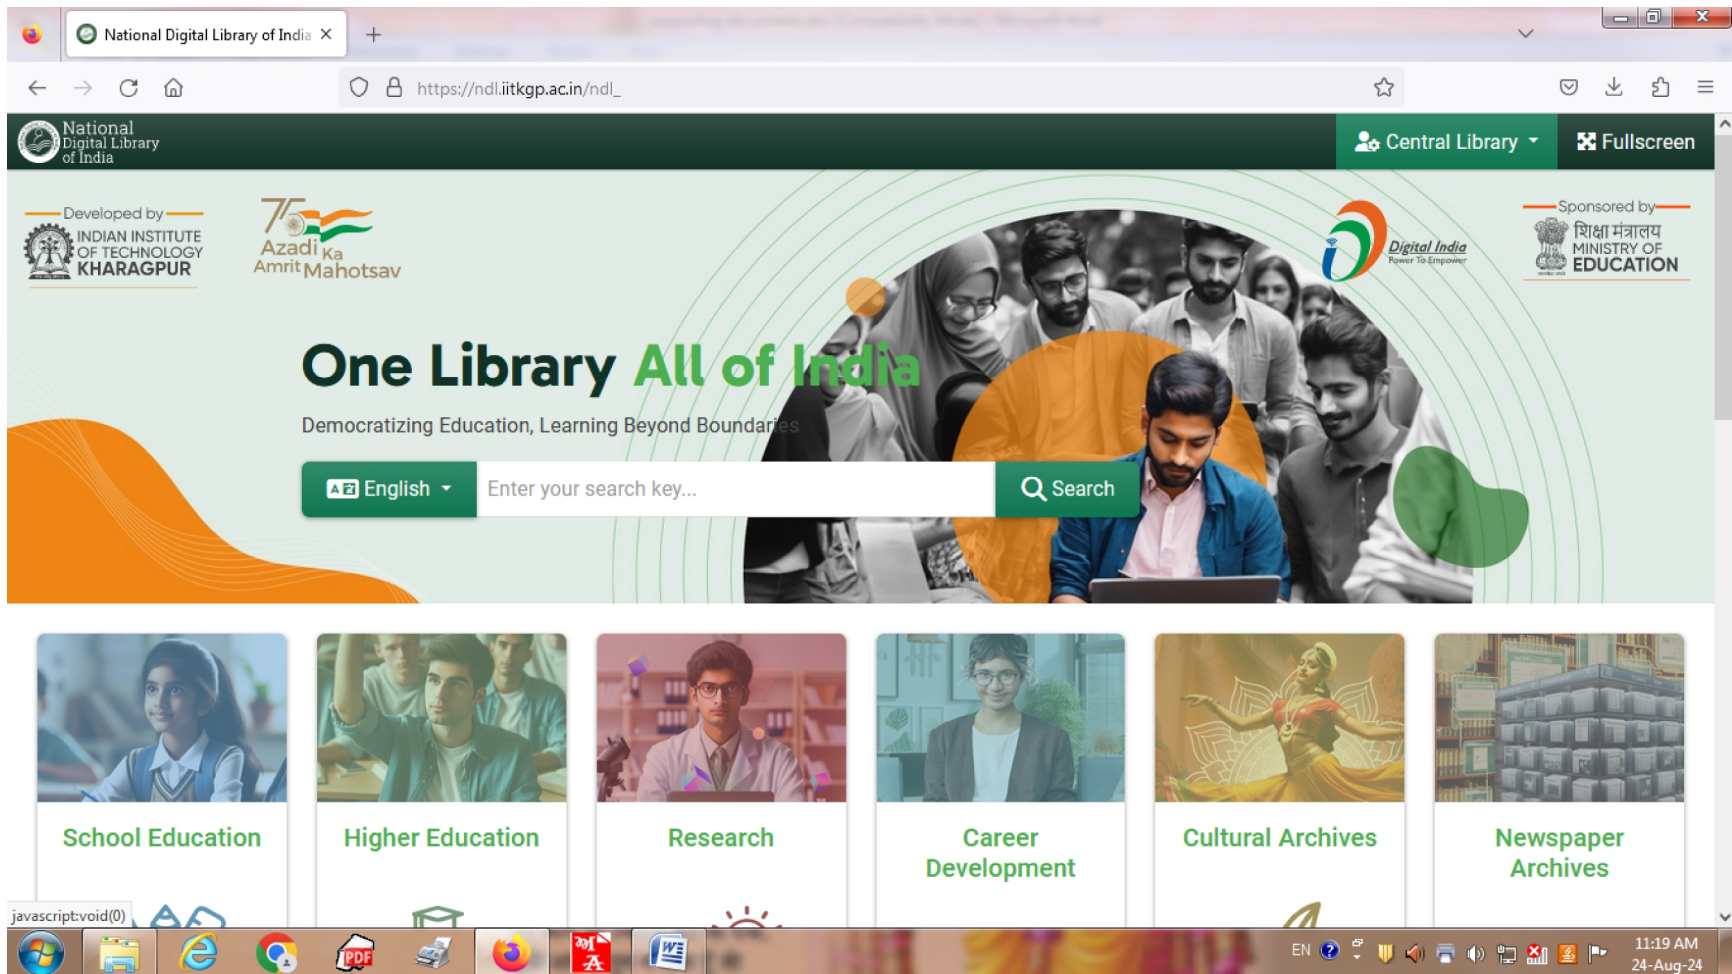 National Digital Library of India
https://ndl.iitkgp.ac.in/ndl_
National
Digital Library
of India
Central Library
Fullscreen
Developed by
INDIAN INSTITUTE
OF TECHNOLOGY
KHARAGPUR
75
Azadi Ka
Amrit Mahotsav
Digital India
Power To Empower
Sponsored by
शिक्षा मंत्रालय
MINISTRY OF
EDUCATION
One Library All of India
Democratizing Education, Learning Beyond Boundaries
English
Enter your search key...
Search
School Education
Higher Education
Research
Career
Development
Cultural Archives
Newspaper
Archives
javascript:void(0)
PDF
EN
11:19 AM
24-Aug-24